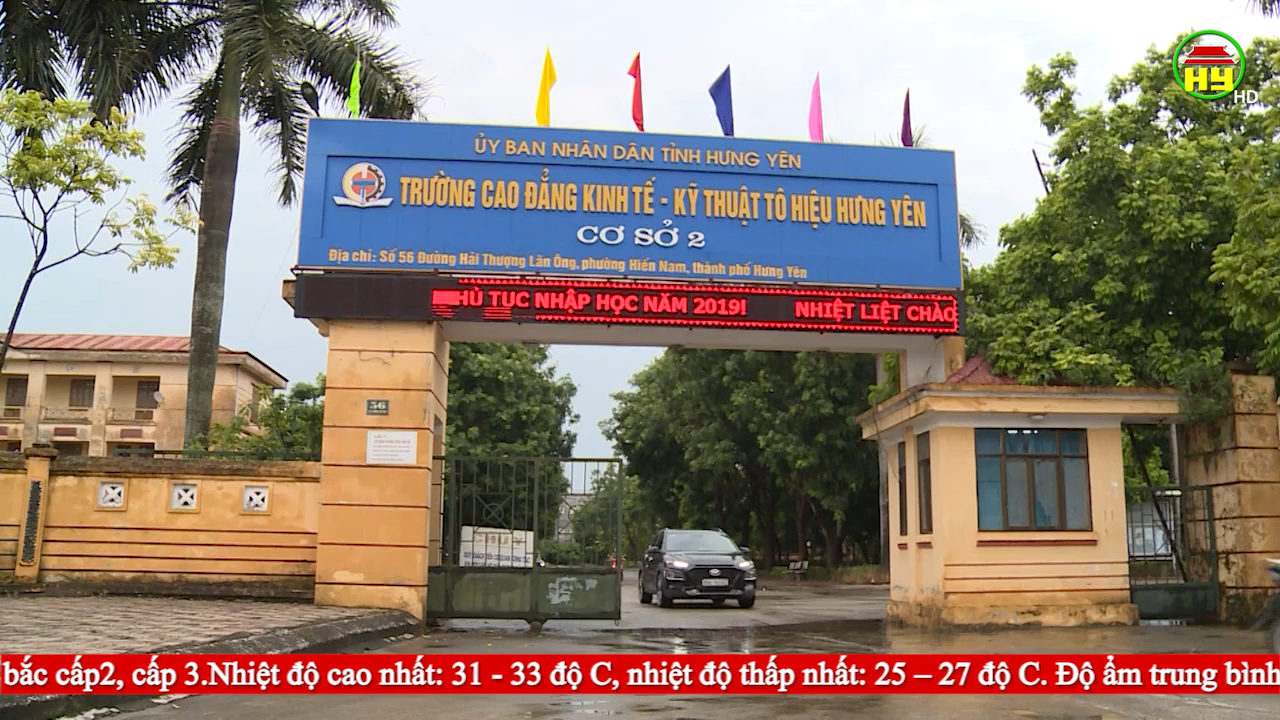 HY
HD
ỦY BAN NHÂN DÂN TỈNH HƯNG YÊN
TRƯỜNG CAO ĐẲNG KINH TẾ - KỸ THUẬT TÔ HIỆU HƯNG YÊN
CƠ SỞ 2
Địa chỉ: Số 56 Đường Hải Thượng Lãn Ông, phường Hiến Nam, thành phố Hưng Yên
HỦ TỤC NHẬP HỌC NĂM 2019! NHIỆT LIỆT CHÀO
56
bắc cấp2, cấp 3.Nhiệt độ cao nhất: 31 - 33 độ C, nhiệt độ thấp nhất: 25 – 27 độ C. Độ ẩm trung bình